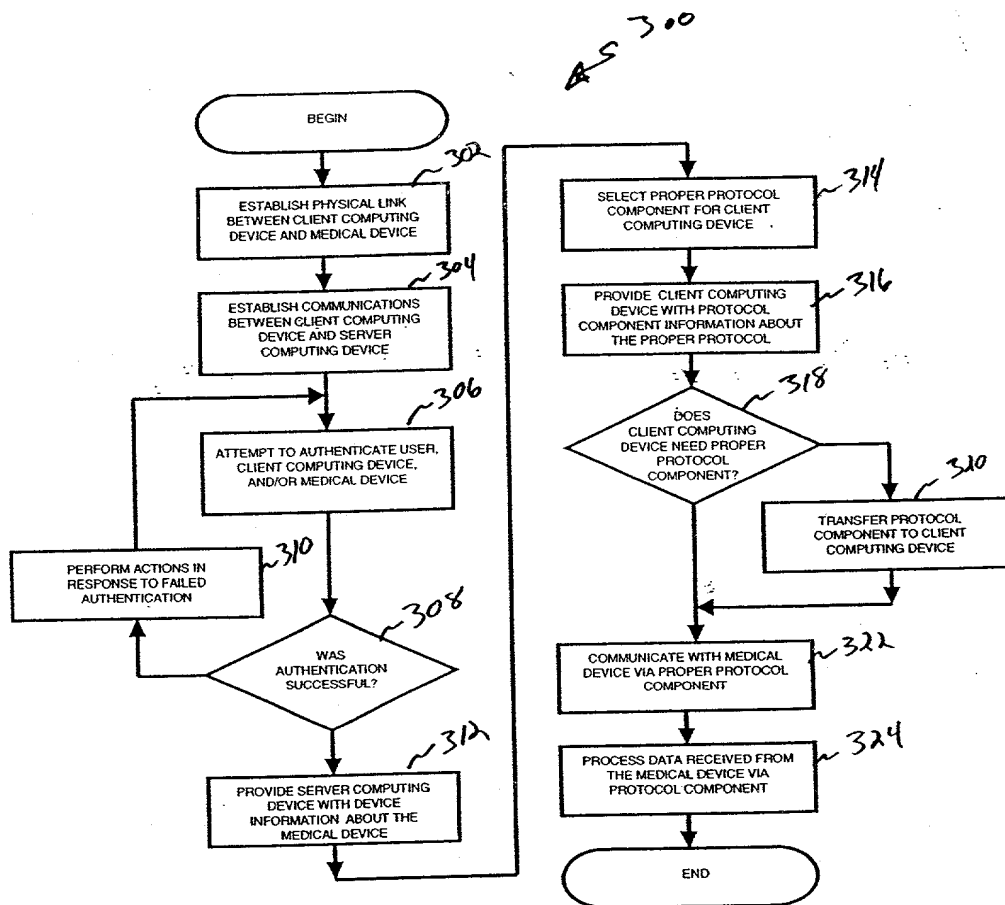 300
BEGIN
302
ESTABLISH PHYSICAL LINK
BETWEEN CLIENT COMPUTING
DEVICE AND MEDICAL DEVICE
304
ESTABLISH COMMUNICATIONS
BETWEEN CLIENT COMPUTING
DEVICE AND SERVER
COMPUTING DEVICE
306
ATTEMPT TO AUTHENTICATE USER,
CLIENT COMPUTING DEVICE,
AND/OR MEDICAL DEVICE
310
PERFORM ACTIONS IN
RESPONSE TO FAILED
AUTHENTICATION
308
WAS
AUTHENTICATION
SUCCESSFUL?
312
PROVIDE SERVER COMPUTING
DEVICE WITH DEVICE
INFORMATION ABOUT THE
MEDICAL DEVICE
314
SELECT PROPER PROTOCOL
COMPONENT FOR CLIENT
COMPUTING DEVICE
316
PROVIDE CLIENT COMPUTING
DEVICE WITH PROTOCOL
COMPONENT INFORMATION ABOUT
THE PROPER PROTOCOL
318
DOES
CLIENT COMPUTING
DEVICE NEED PROPER
PROTOCOL
COMPONENT?
320
TRANSFER PROTOCOL
COMPONENT TO CLIENT
COMPUTING DEVICE
322
COMMUNICATE WITH MEDICAL
DEVICE VIA PROPER PROTOCOL
COMPONENT
324
PROCESS DATA RECEIVED FROM
THE MEDICAL DEVICE VIA
PROTOCOL COMPONENT
END